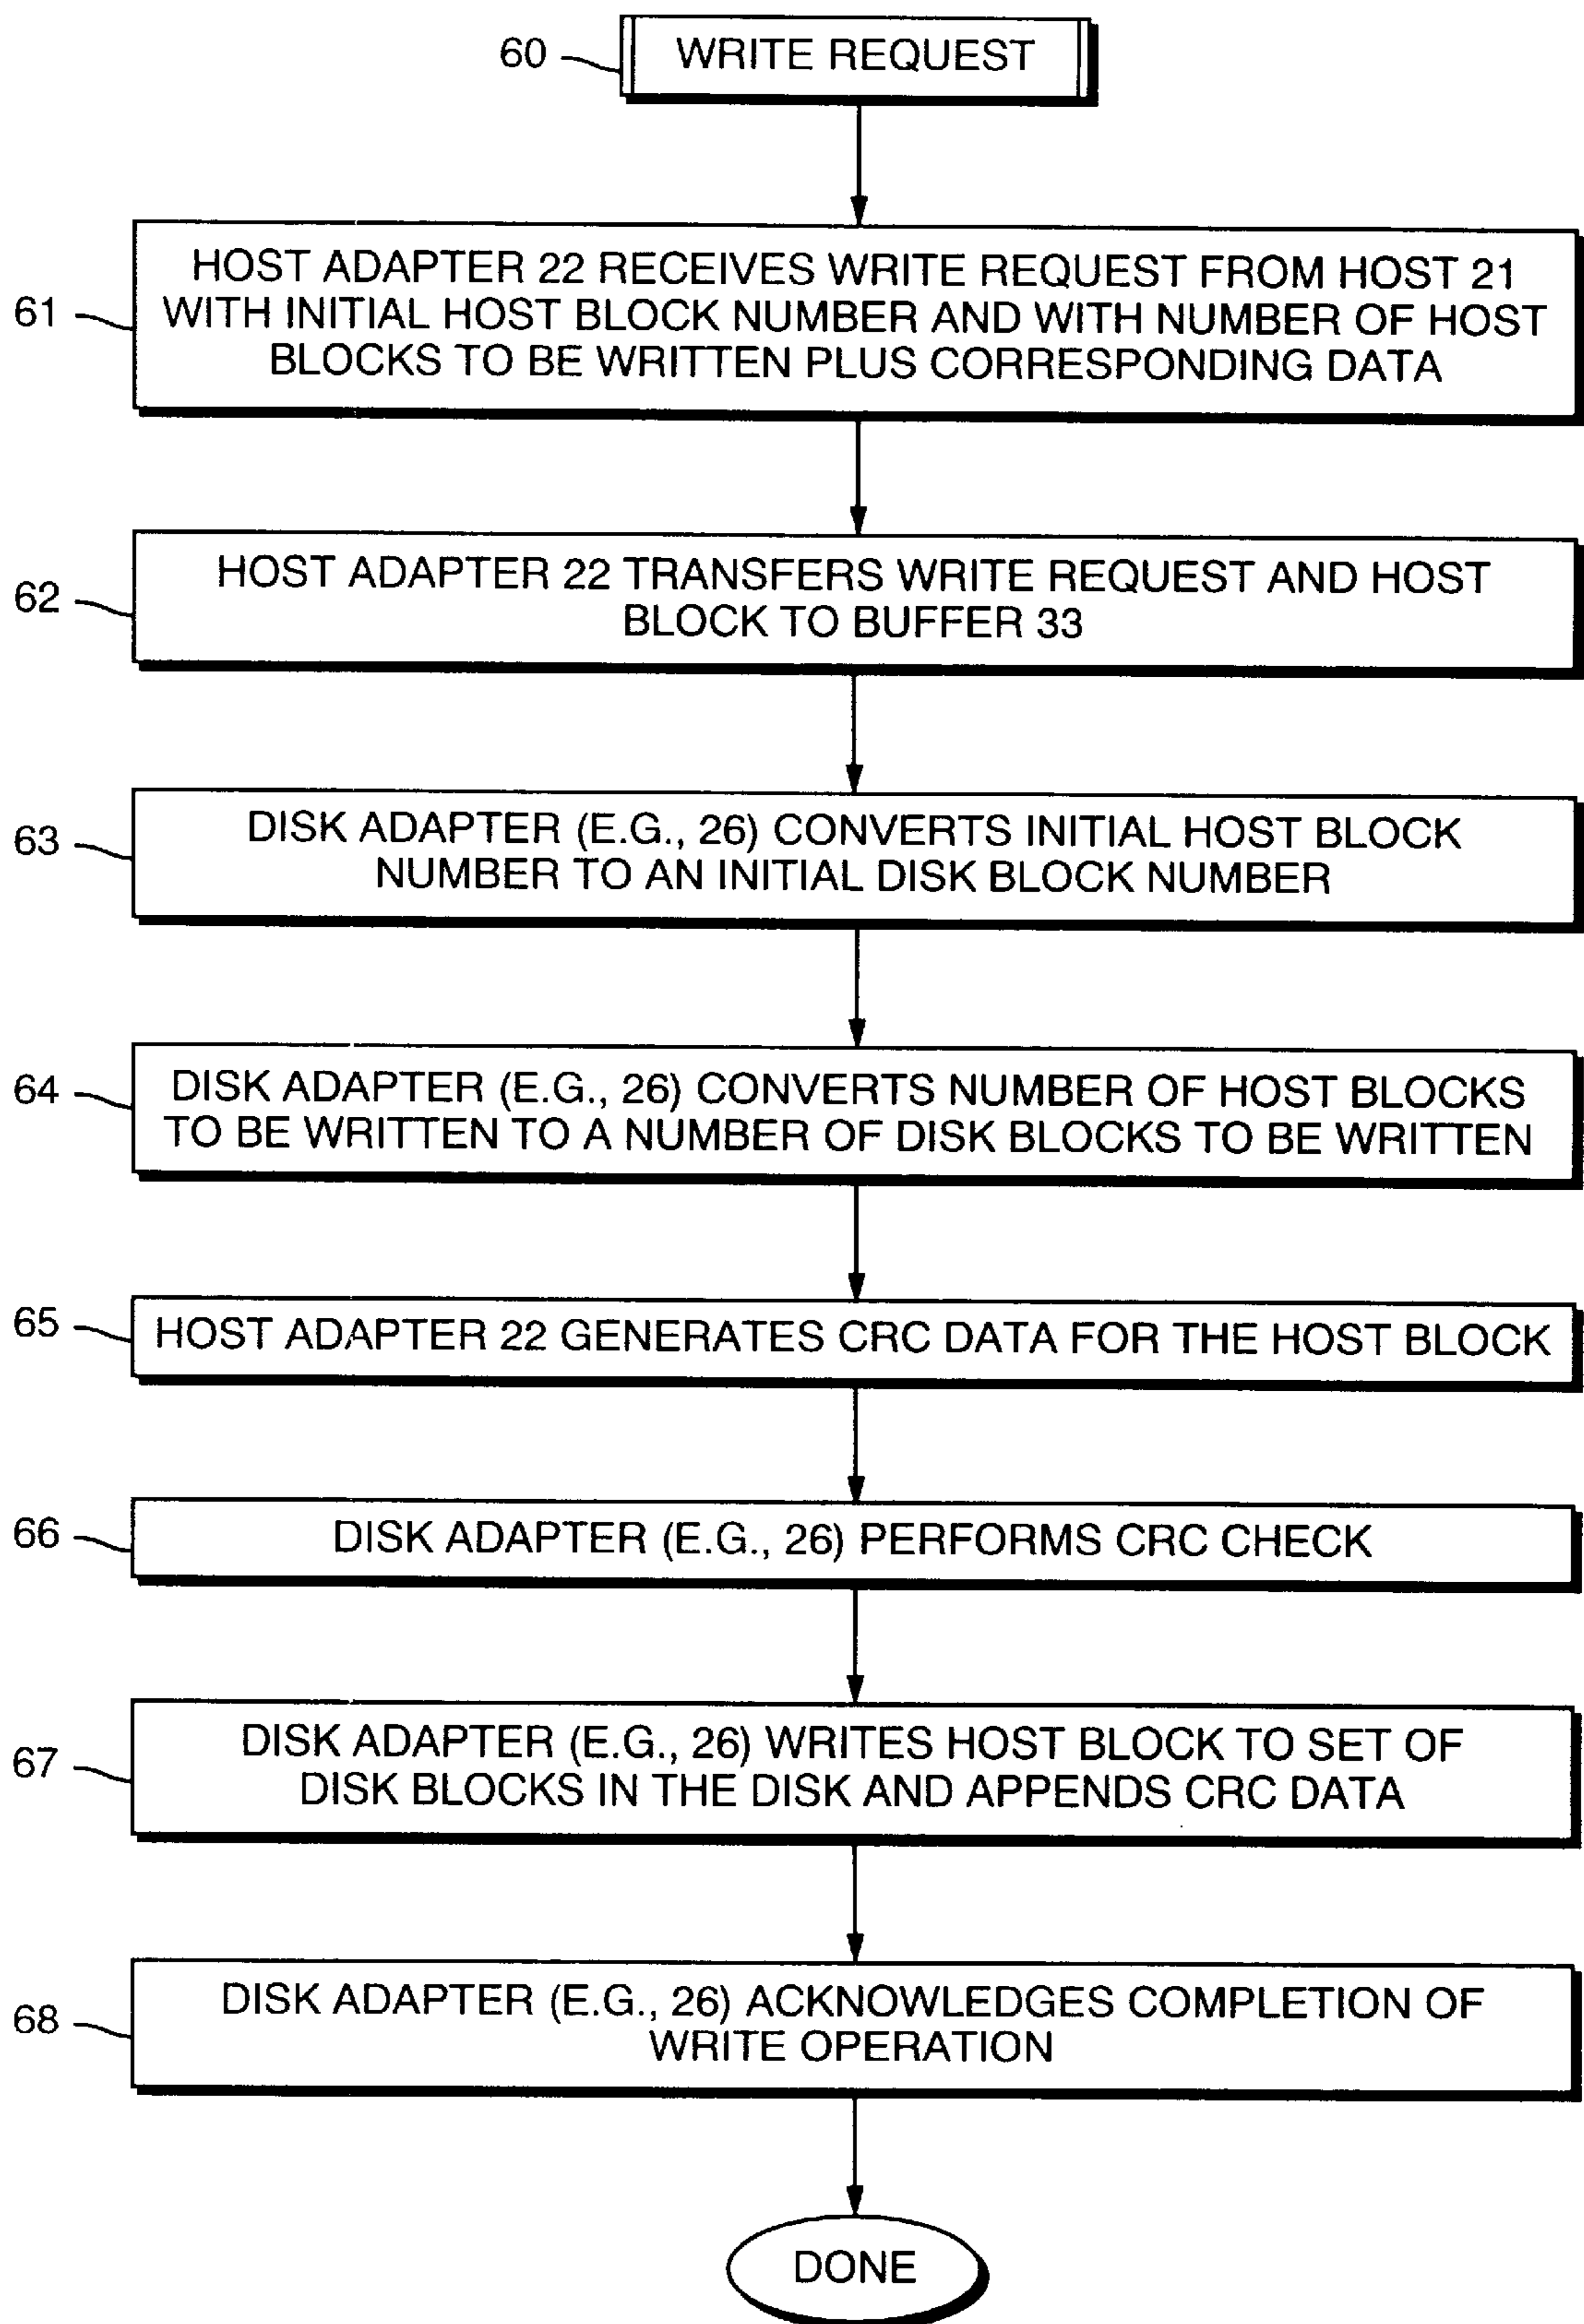 60
WRITE REQUEST
61
HOST ADAPTER 22 RECEIVES WRITE REQUEST FROM HOST 21
WITH INITIAL HOST BLOCK NUMBER AND WITH NUMBER OF HOST
BLOCKS TO BE WRITTEN PLUS CORRESPONDING DATA
62
HOST ADAPTER 22 TRANSFERS WRITE REQUEST AND HOST
BLOCK TO BUFFER 33
63
DISK ADAPTER (E.G., 26) CONVERTS INITIAL HOST BLOCK
NUMBER TO AN INITIAL DISK BLOCK NUMBER
64
DISK ADAPTER (E.G., 26) CONVERTS NUMBER OF HOST BLOCKS
TO BE WRITTEN TO A NUMBER OF DISK BLOCKS TO BE WRITTEN
65
HOST ADAPTER 22 GENERATES CRC DATA FOR THE HOST BLOCK
66
DISK ADAPTER (E.G., 26) PERFORMS CRC CHECK
67
DISK ADAPTER (E.G., 26) WRITES HOST BLOCK TO SET OF
DISK BLOCKS IN THE DISK AND APPENDS CRC DATA
68
DISK ADAPTER (E.G., 26) ACKNOWLEDGES COMPLETION OF
WRITE OPERATION
DONE